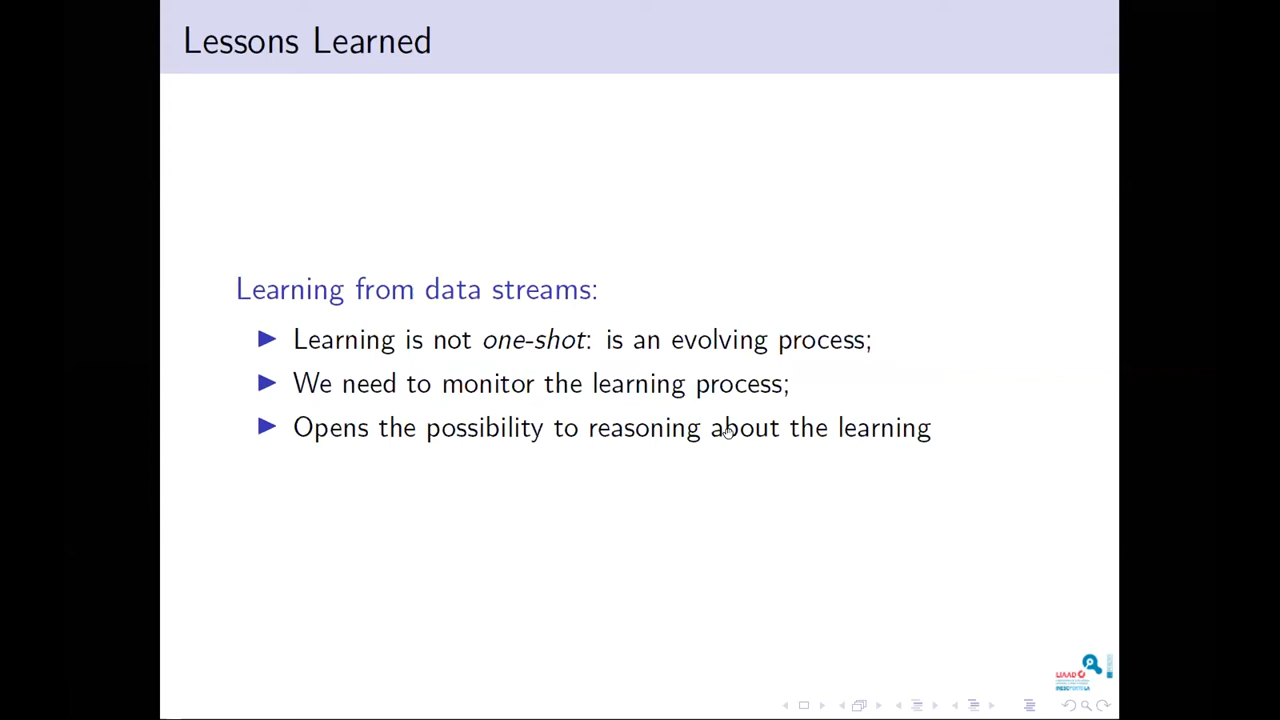 Lessons Learned
Learning from data streams:
Learning is not one-shot: is an evolving process;
We need to monitor the learning process;
Opens the possibility to reasoning about the learning
LIAAD